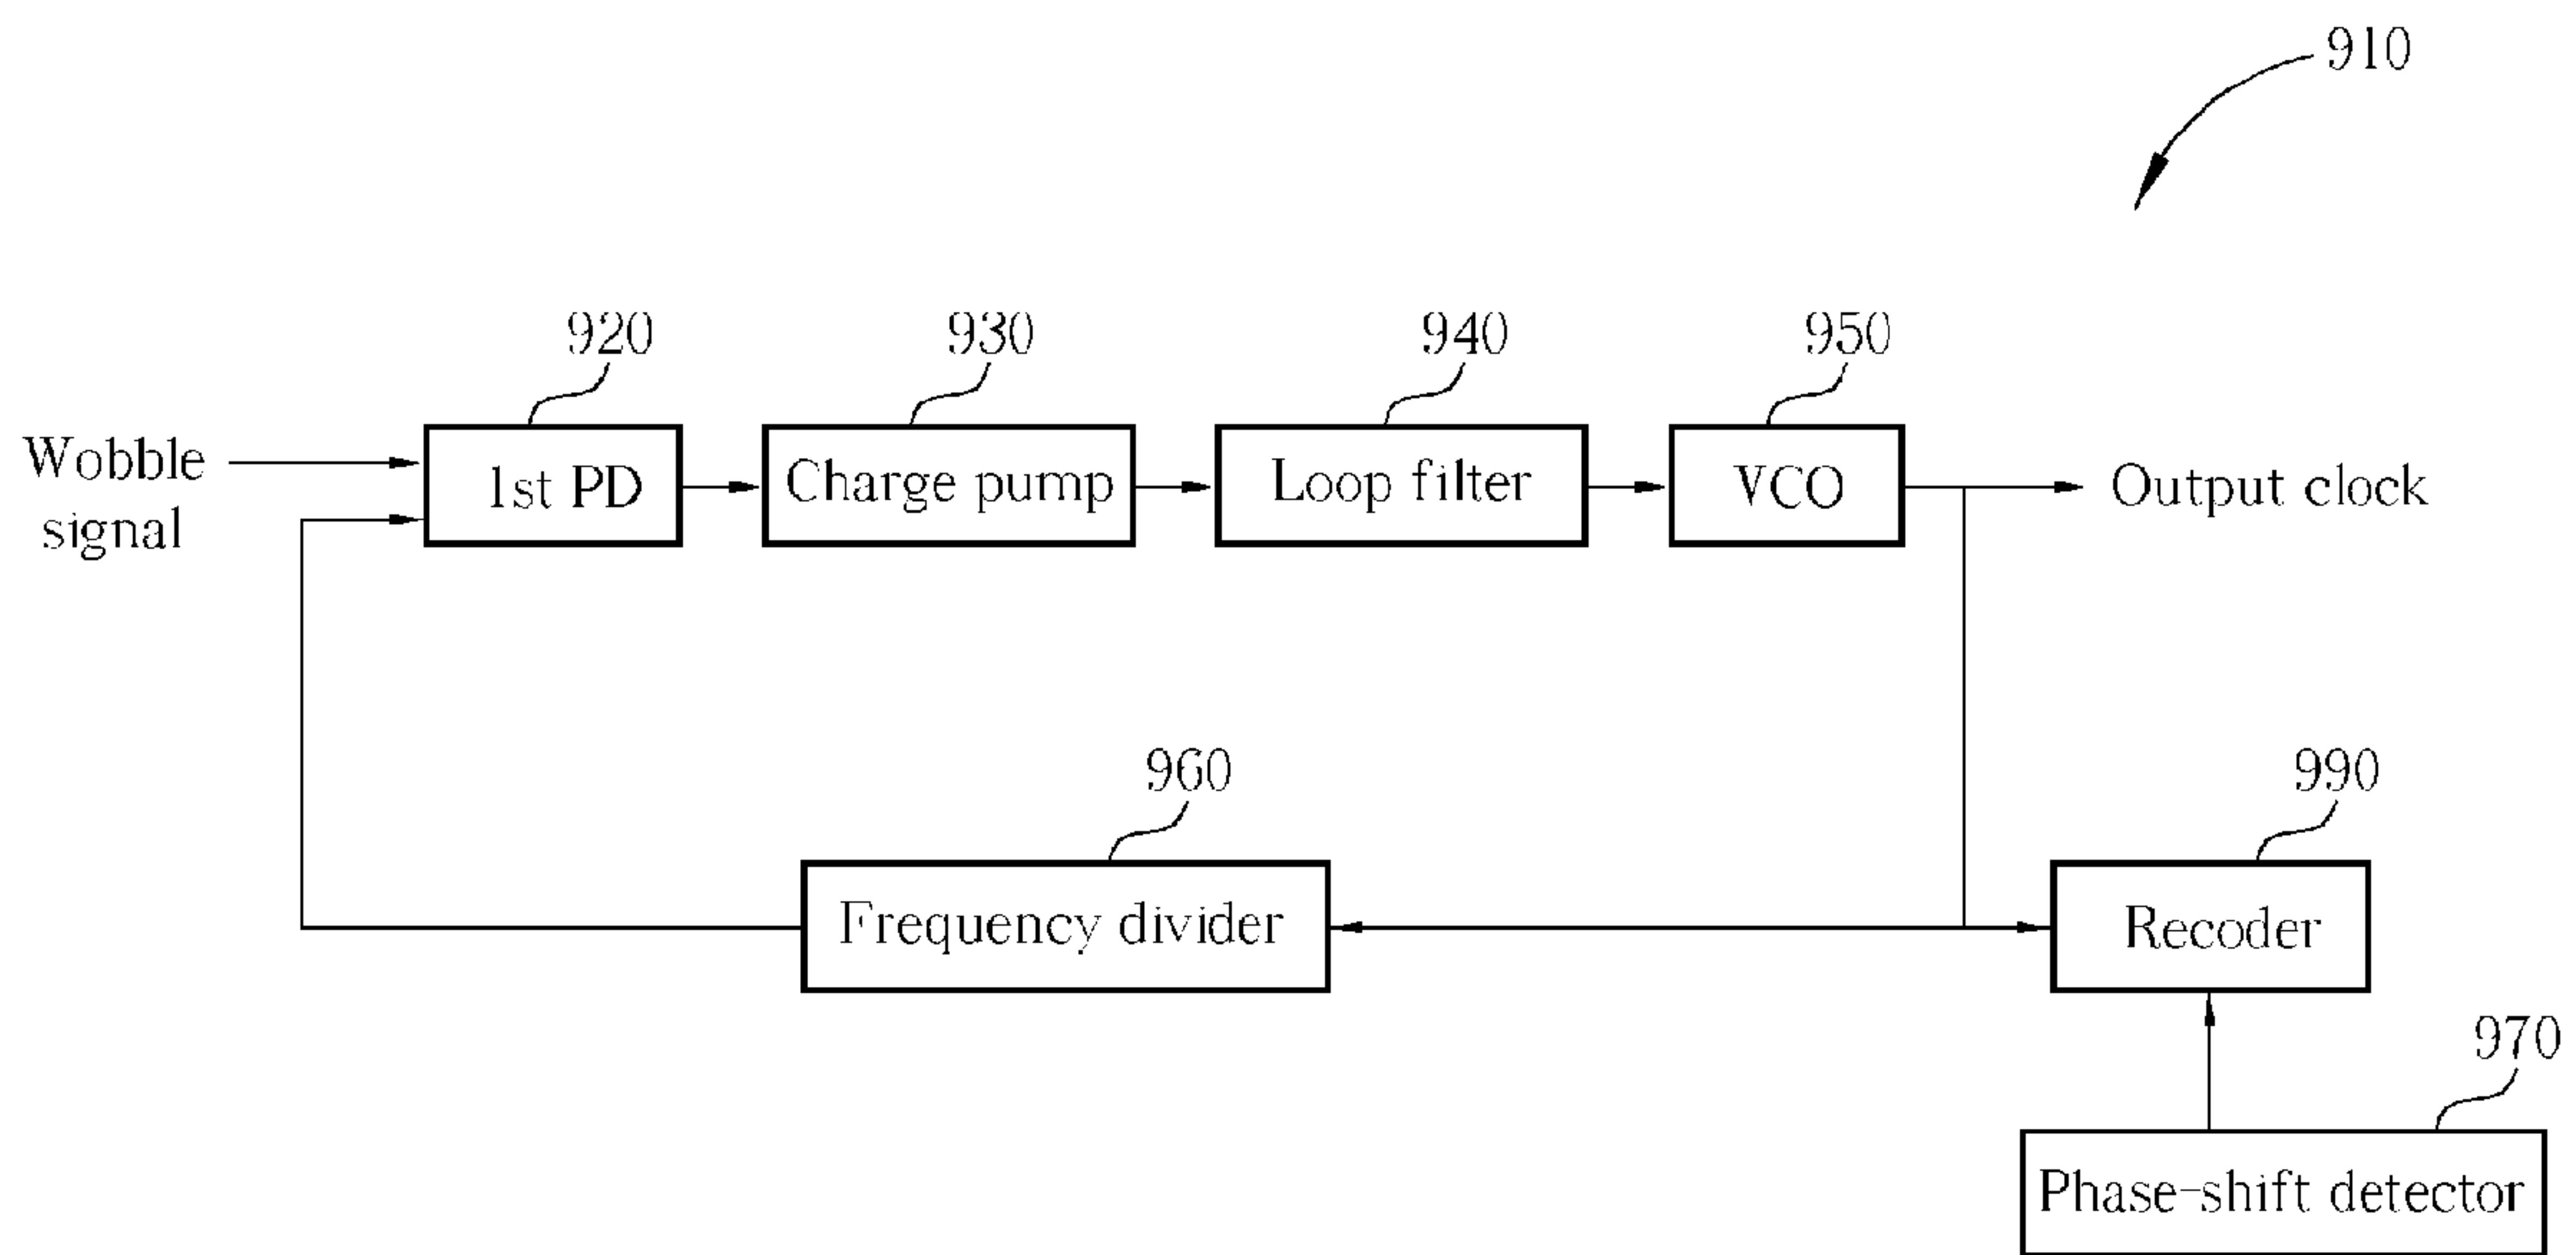 910
920
930
940
950
Wobble
signal
1st PD
Charge pump
Loop filter
VCO
Output clock
960
990
Frequency divider
Recoder
970
Phase-shift detector